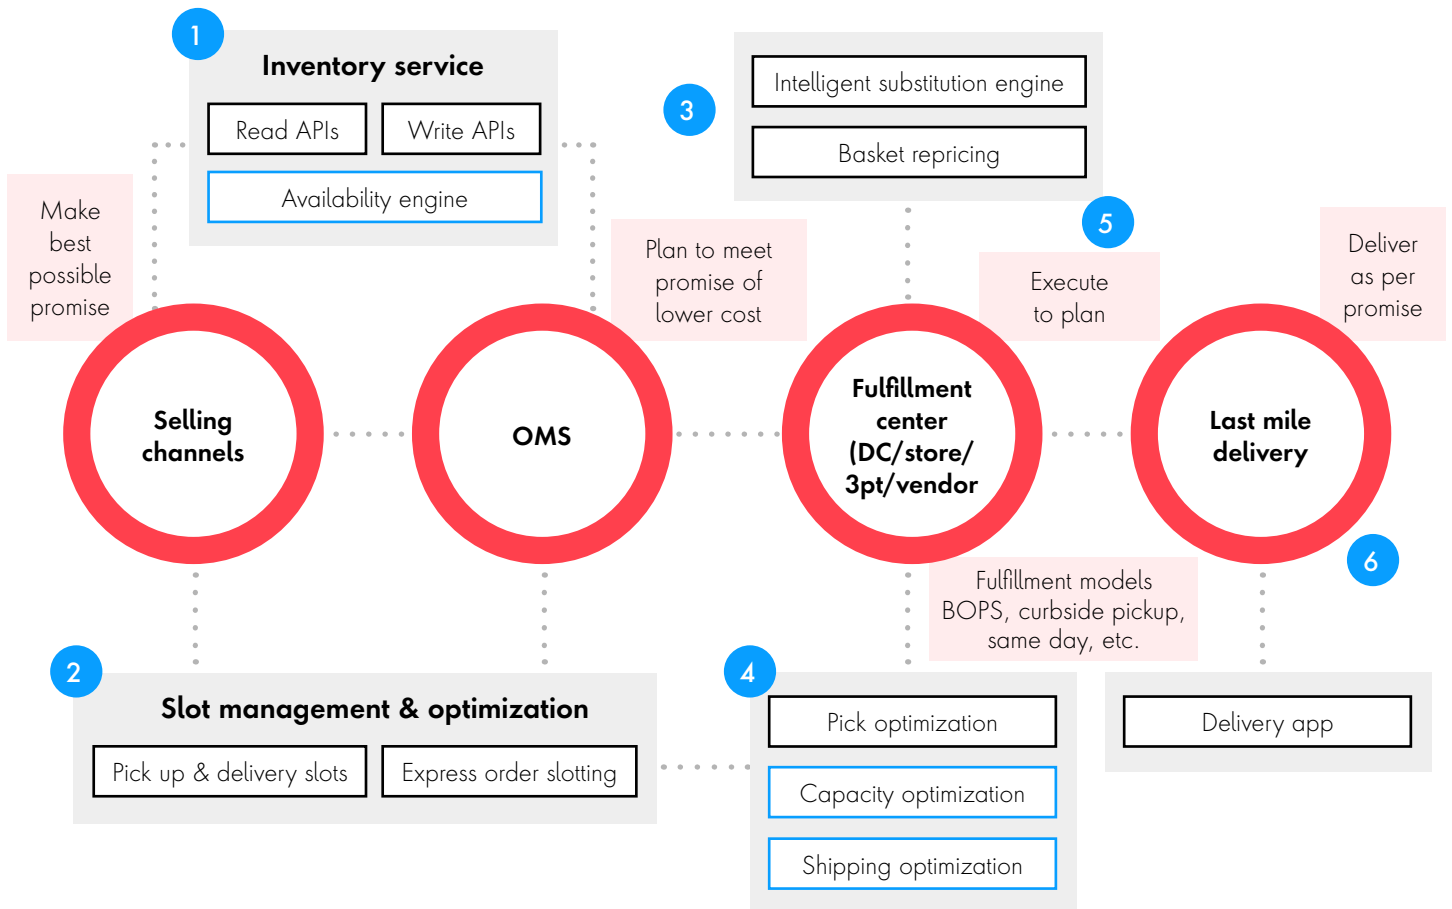 1
Inventory service
Read APIs
Write APIs
Availability engine
3
Intelligent substitution engine
Basket repricing
Make
best
possible
promise
Plan to meet
promise of
lower cost
5
Execute
to plan
Deliver
as per
promise
Selling
channels
OMS
Fulfillment
center
(DC/store/
3pt/vendor
Last mile
delivery
6
Fulfillment models
BOPS, curbside pickup,
same day, etc.
2
Slot management & optimization
Pick up & delivery slots
Express order slotting
4
Pick optimization
Capacity optimization
Shipping optimization
Delivery app